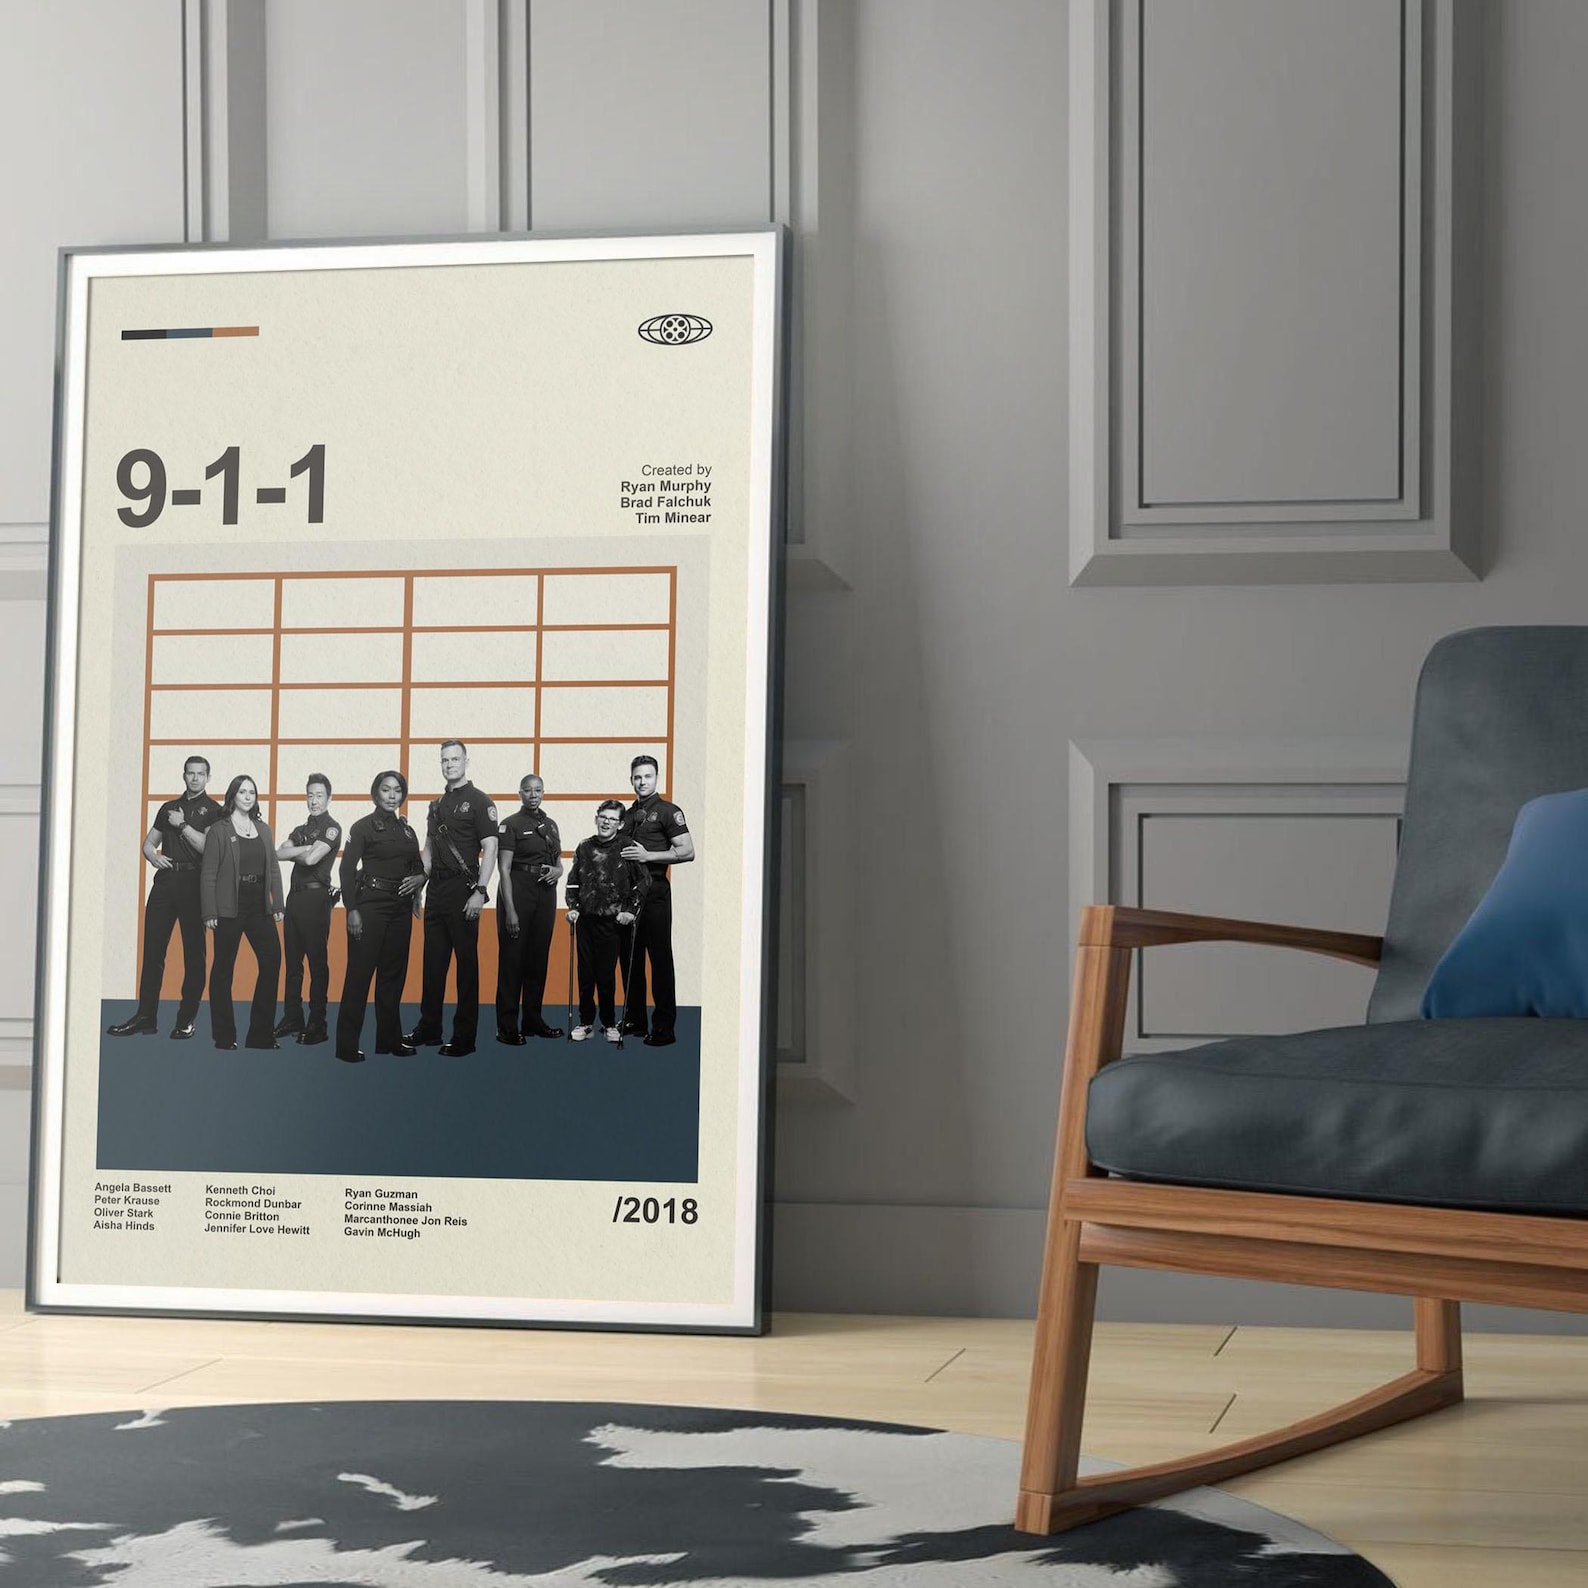 9-1-1
Created by
Ryan Murphy
Brad Falchuk
Tim Minear
Angela Bassett
Peter Krause
Oliver Stark
Aisha Hinds
Kenneth Choi
Rockmond Dunbar
Connie Britton
Jennifer Love Hewitt
Ryan Guzman
Corinne Massiah
Marcanthonee Jon Reis
Gavin McHugh
/2018